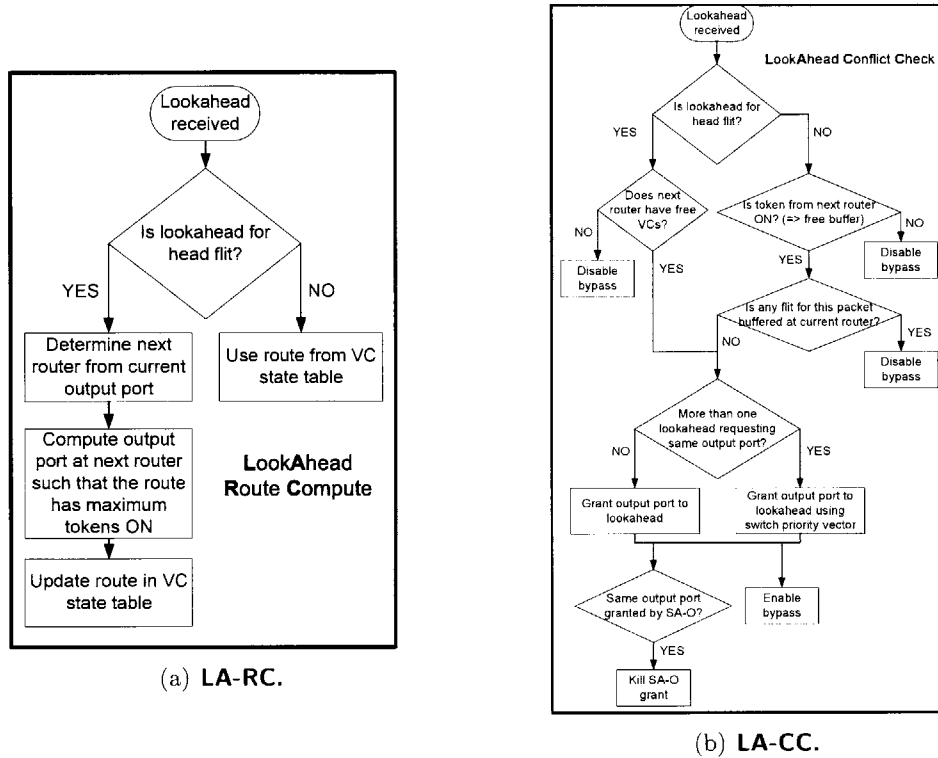 Lookahead
received
Is lookahead for
head flit?
YES
NO
Determine next
router from current
output port
Use route from VC
state table
Compute output
port at next router
such that the route
has maximum
tokens ON
LookAhead
Route Compute
Update route in VC
state table
(a) LA-RC.
Lookahead
received
LookAhead Conflict Check
Is lookahead for
head flit?
YES
NO
Does next
router have free
VCs?
Is token from next router
ON? (=> free buffer)
NO
NO
Disable
bypass
YES
YES
Disable
bypass
Is any flit for this packet
buffered at current router?
NO
YES
Disable
bypass
More than one
lookahead requesting
same output port?
NO
YES
Grant output port to
lookahead
Grant output port to
lookahead using
switch priority vector
Same output port
granted by SA-O?
Enable
bypass
YES
Kill SA-O
grant
(b) LA-CC.